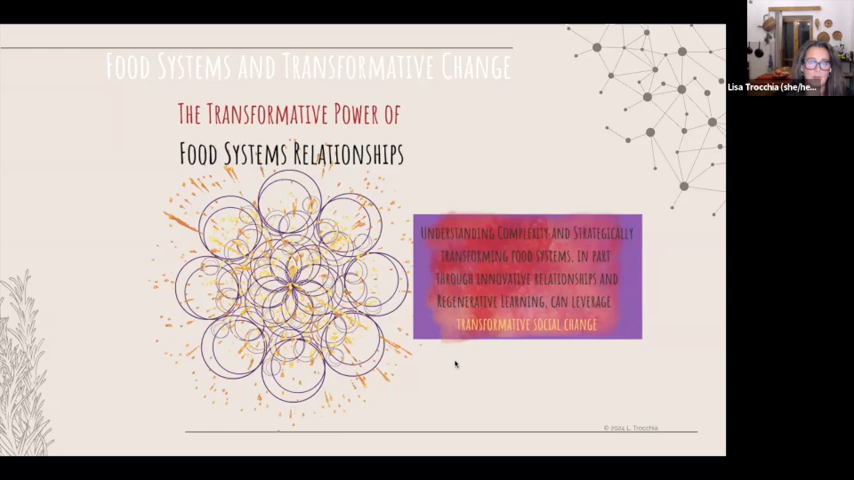 Food Systems and Transformative Change
The Transformative Power of
Food Systems Relationships
Understanding Complexity and Strategically
transforming food systems, in part
through innovative relationships and
Regenerative Learning, can leverage
transformative social change
© 2024 L. Trocchia
Lisa Trocchia (she/he...